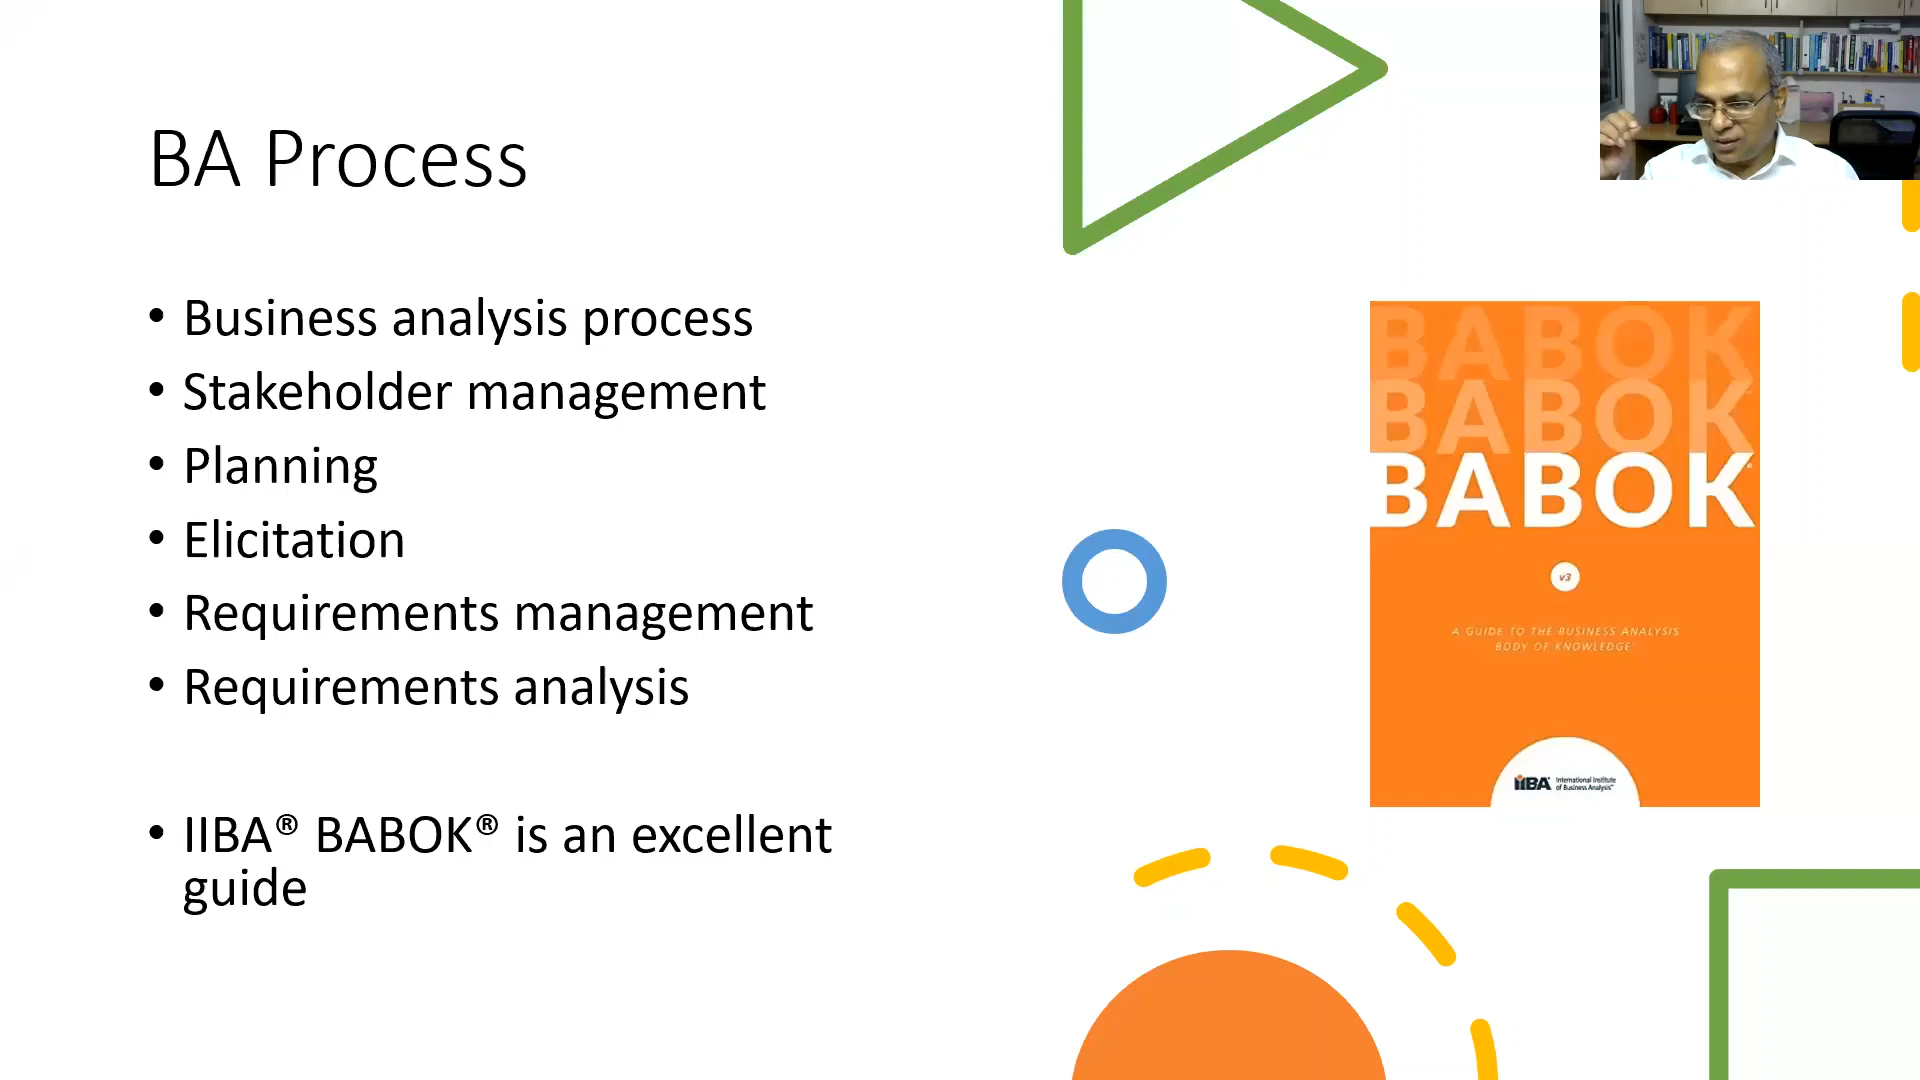 BA Process
• Business analysis process
• Stakeholder management
• Planning
• Elicitation
• Requirements management
• Requirements analysis
• IIBA® BABOK® is an excellent
guide
BABOK
BABOK
BABOK®
v3
A GUIDE TO THE BUSINESS ANALYSIS
BODY OF KNOWLEDGE®
IIBA® International Institute
of Business Analysis™